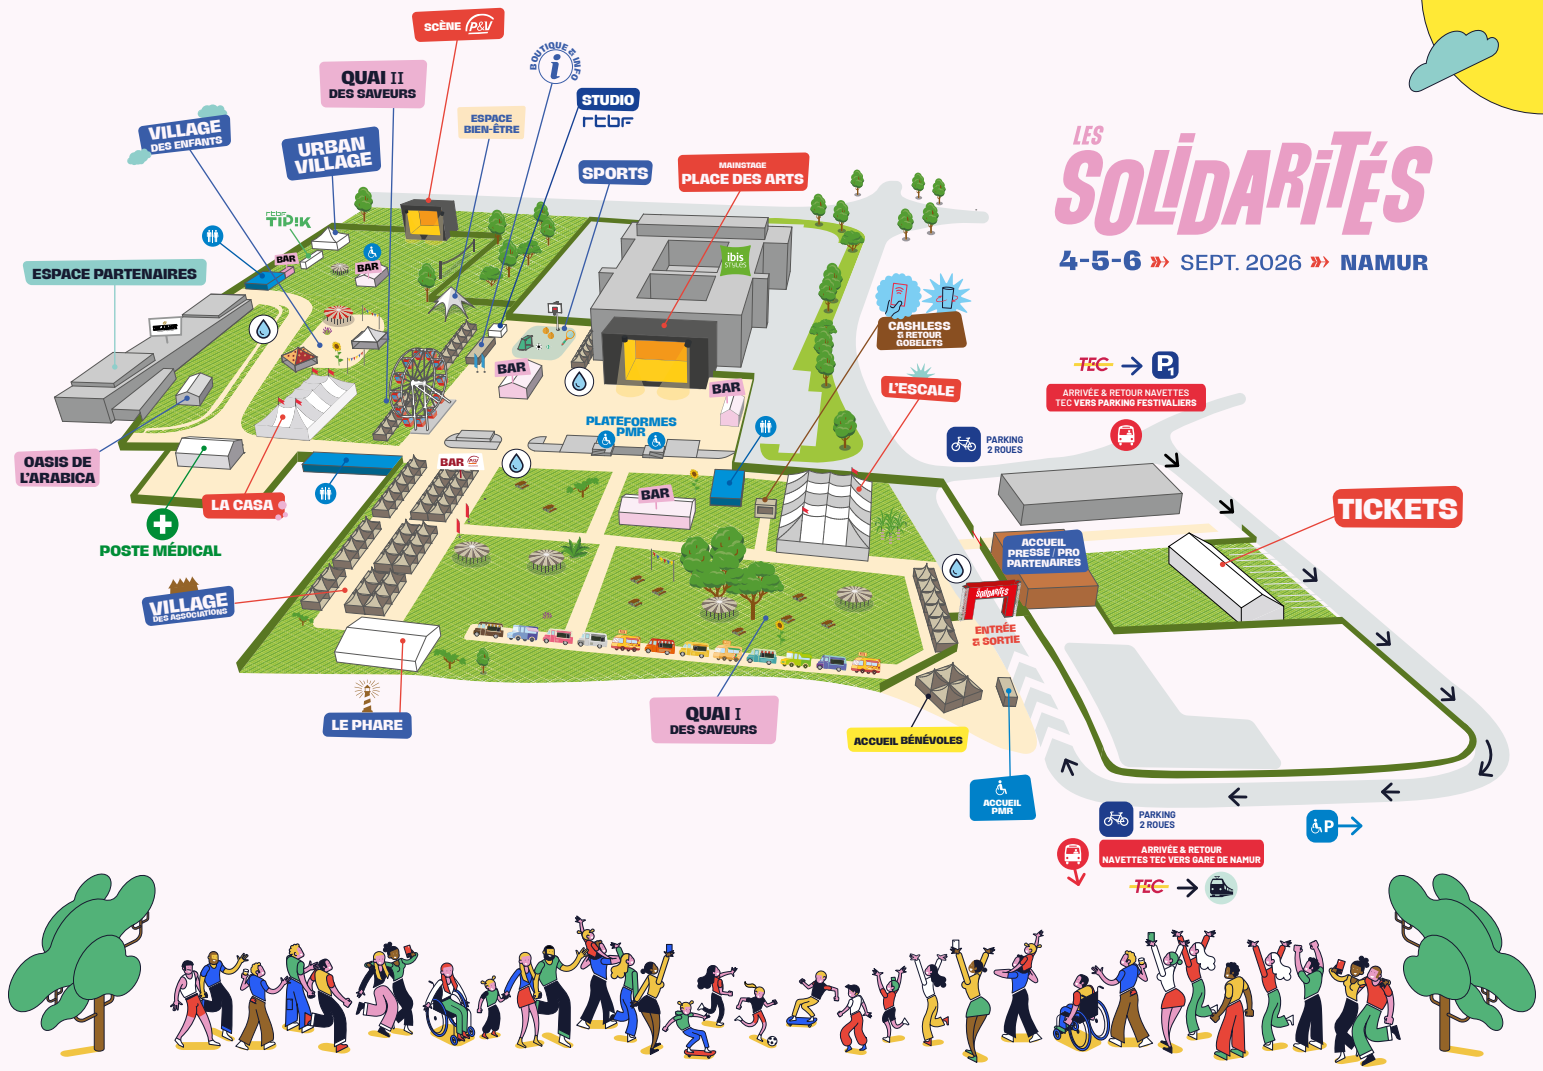 SCÈNE P&V
BOUTIQUE & INFO
i
QUAI II
DES SAVEURS
STUDIO
rtbf
ESPACE
BIEN-ÊTRE
VILLAGE
DES ENFANTS
URBAN
VILLAGE
SPORTS
MAINSTAGE
PLACE DES ARTS
LES
SOLiDARiTÉS
4-5-6 SEPT. 2026 NAMUR
rtbf
TiD!K
BAR
BAR
ibis
STYLES
ESPACE PARTENAIRES
CASHLESS
& RETOUR
GOBELETS
BAR
BAR
L'ESCALE
TEC P1
ARRIVÉE & RETOUR NAVETTES
TEC VERS PARKING FESTIVALIERS
PLATEFORMES
PMR
PARKING
2 ROUES
OASIS DE
L'ARABICA
BAR P&V
BAR
LA CASA
TICKETS
POSTE MÉDICAL
ACCUEIL
PRESSE / PRO
PARTENAIRES
VILLAGE
DES ASSOCIATIONS
SOLiDARiTÉS
ENTRÉE
& SORTIE
LE PHARE
QUAI I
DES SAVEURS
ACCUEIL BÉNÉVOLES
ACCUEIL
PMR
PARKING
2 ROUES
P
ARRIVÉE & RETOUR
NAVETTES TEC VERS GARE DE NAMUR
TEC